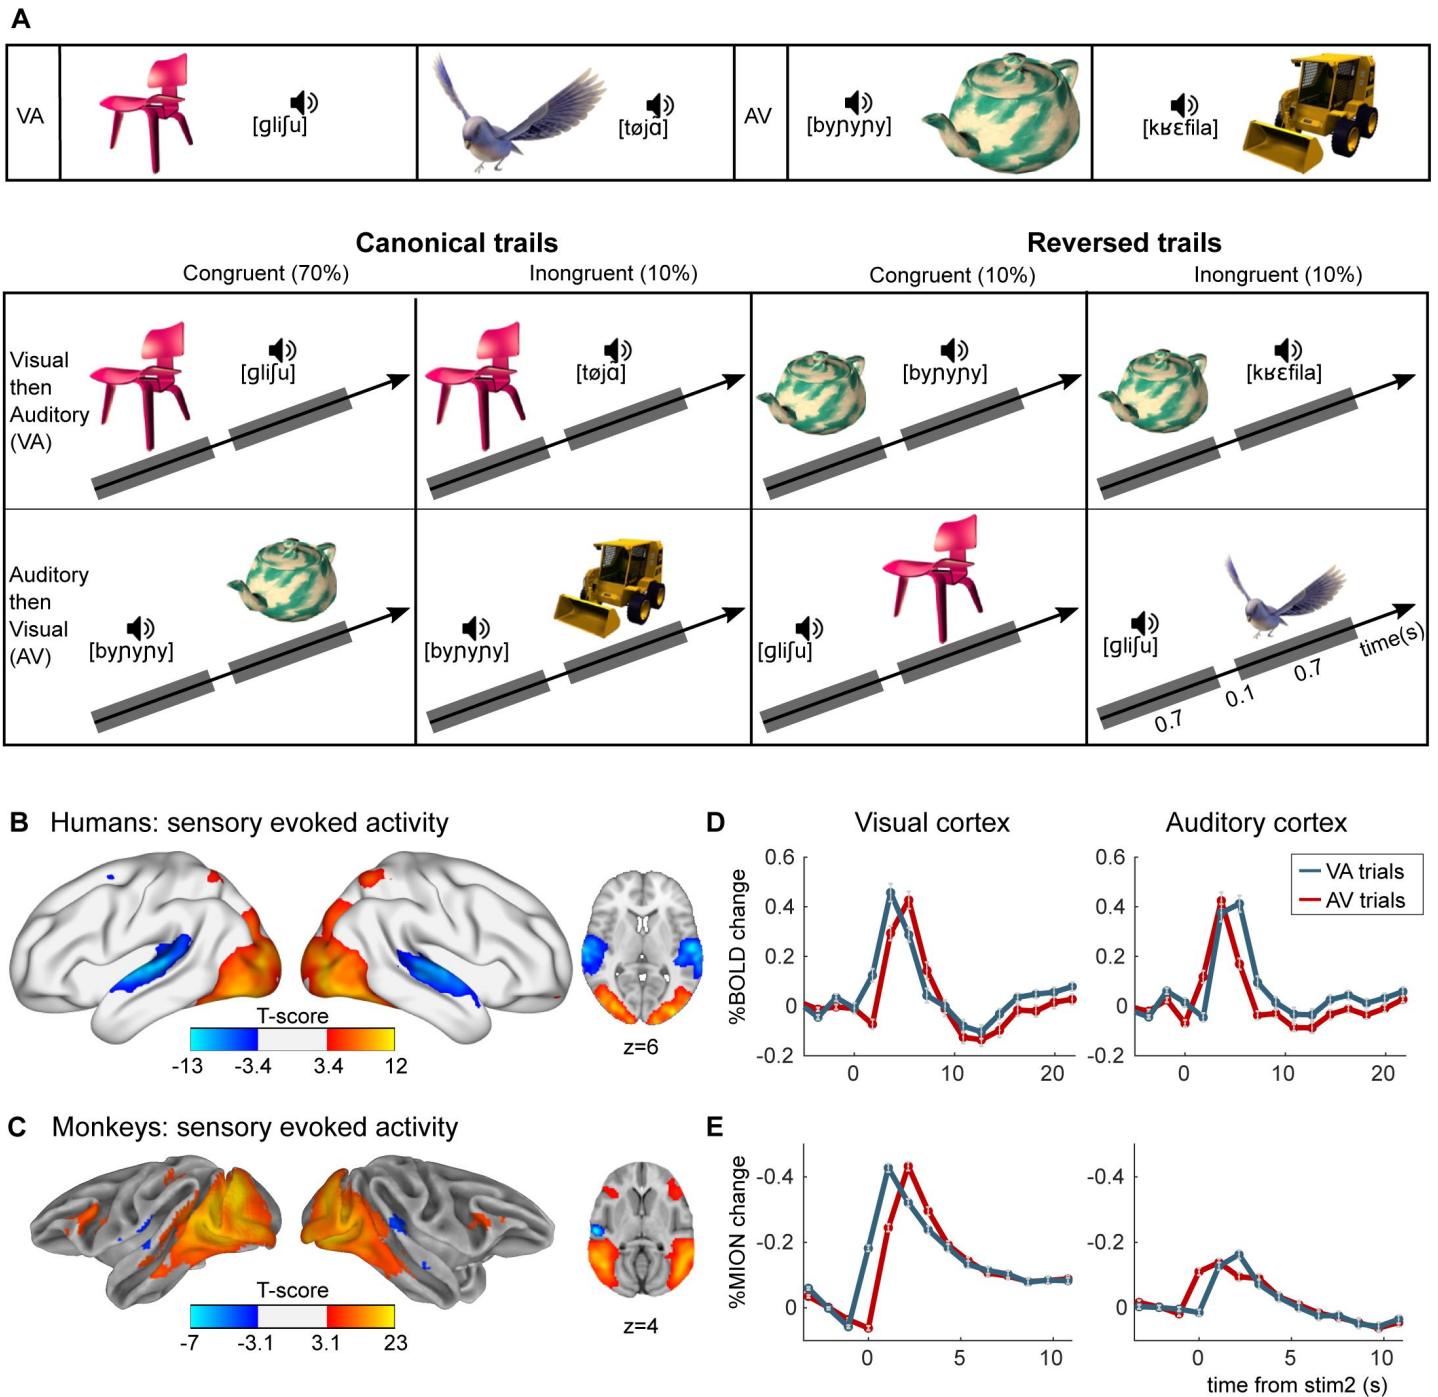 A
VA
[gliʃu]
[tøjɑ̃]
AV
[byɲyɲy]
[kʁɛfila]
Canonical trails
Reversed trails
Congruent (70%)
Inongruent (10%)
Congruent (10%)
Inongruent (10%)
Visual
then
Auditory
(VA)
[gliʃu]
[tøjɑ̃]
[byɲyɲy]
[kʁɛfila]
Auditory
then
Visual
(AV)
[byɲyɲy]
[byɲyɲy]
[gliʃu]
[gliʃu]
0.7
0.1
0.7
time(s)
B Humans: sensory evoked activity
T-score
-13 -3.4 3.4 12
z=6
C Monkeys: sensory evoked activity
T-score
-7 -3.1 3.1 23
z=4
D Visual cortex Auditory cortex
%BOLD change
0.6
0.4
0.2
0
-0.2
0 10 20
0.6
0.4
0.2
0
-0.2
0 10 20
VA trials
AV trials
E
%MION change
-0.4
-0.2
0
0 5 10
-0.4
-0.2
0
0 5 10
time from stim2 (s)